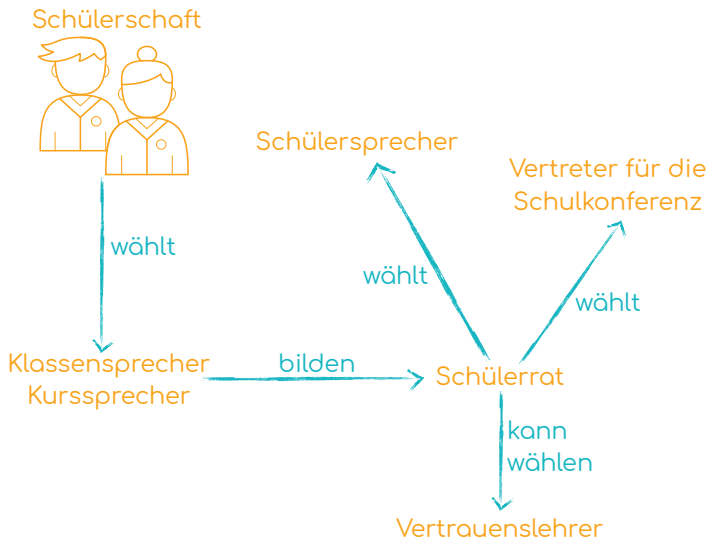 Schülerschaft
Schülersprecher
Vertreter für die
Schulkonferenz
wählt
wählt
wählt
Klassensprecher
Kurssprecher
bilden
Schülerrat
kann
wählen
Vertrauenslehrer